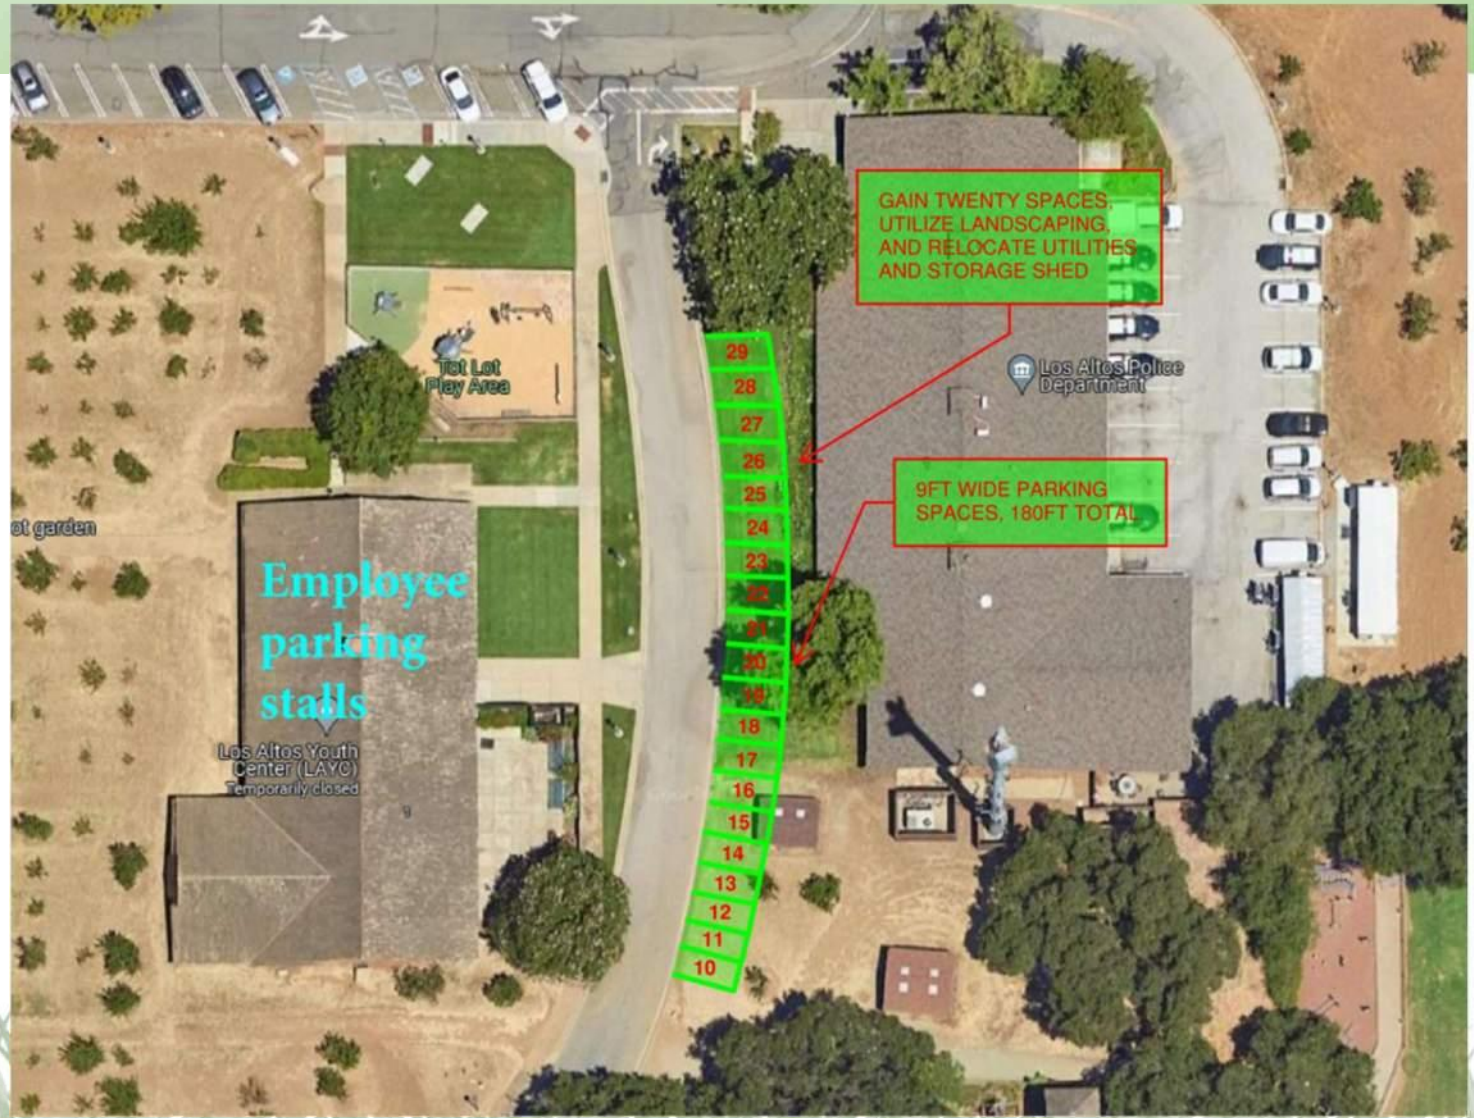 GAIN TWENTY SPACES,
UTILIZE LANDSCAPING,
AND RELOCATE UTILITIES
AND STORAGE SHED
Tot Lot
Play Area
Los Altos Police
Department
29
28
27
26
25
24
23
22
21
20
19
18
17
16
15
14
13
12
11
10
9FT WIDE PARKING
SPACES, 180FT TOTAL
ot garden
Employee
parking
stalls
Los Altos Youth
Center (LAYC)
Temporarily closed